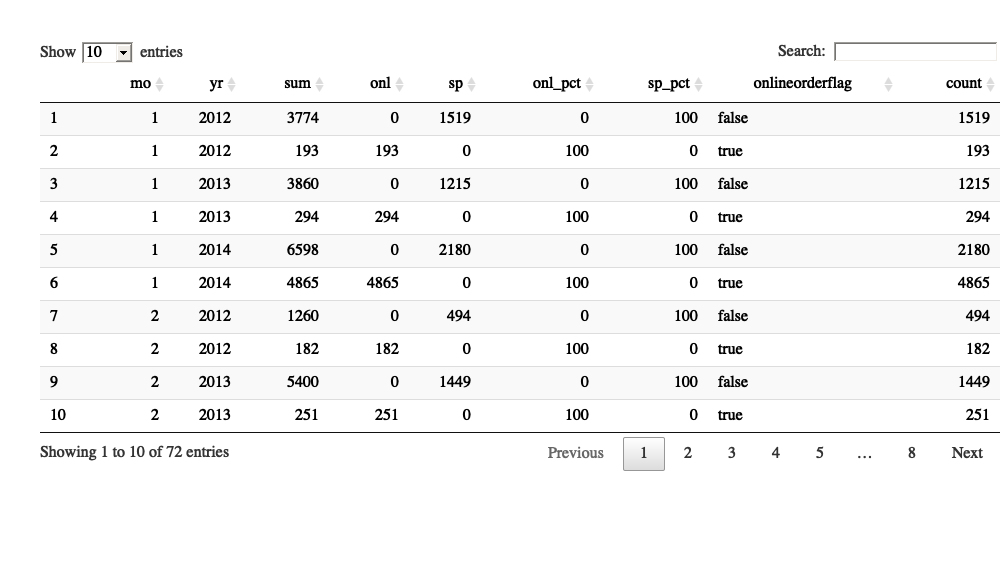 Show 10 entries Search:
mo yr sum onl sp onl_pct sp_pct onlineorderflag count
1 1 2012 3774 0 1519 0 100 false 1519
2 1 2012 193 193 0 100 0 true 193
3 1 2013 3860 0 1215 0 100 false 1215
4 1 2013 294 294 0 100 0 true 294
5 1 2014 6598 0 2180 0 100 false 2180
6 1 2014 4865 4865 0 100 0 true 4865
7 2 2012 1260 0 494 0 100 false 494
8 2 2012 182 182 0 100 0 true 182
9 2 2013 5400 0 1449 0 100 false 1449
10 2 2013 251 251 0 100 0 true 251
Showing 1 to 10 of 72 entries Previous 1 2 3 4 5 … 8 Next